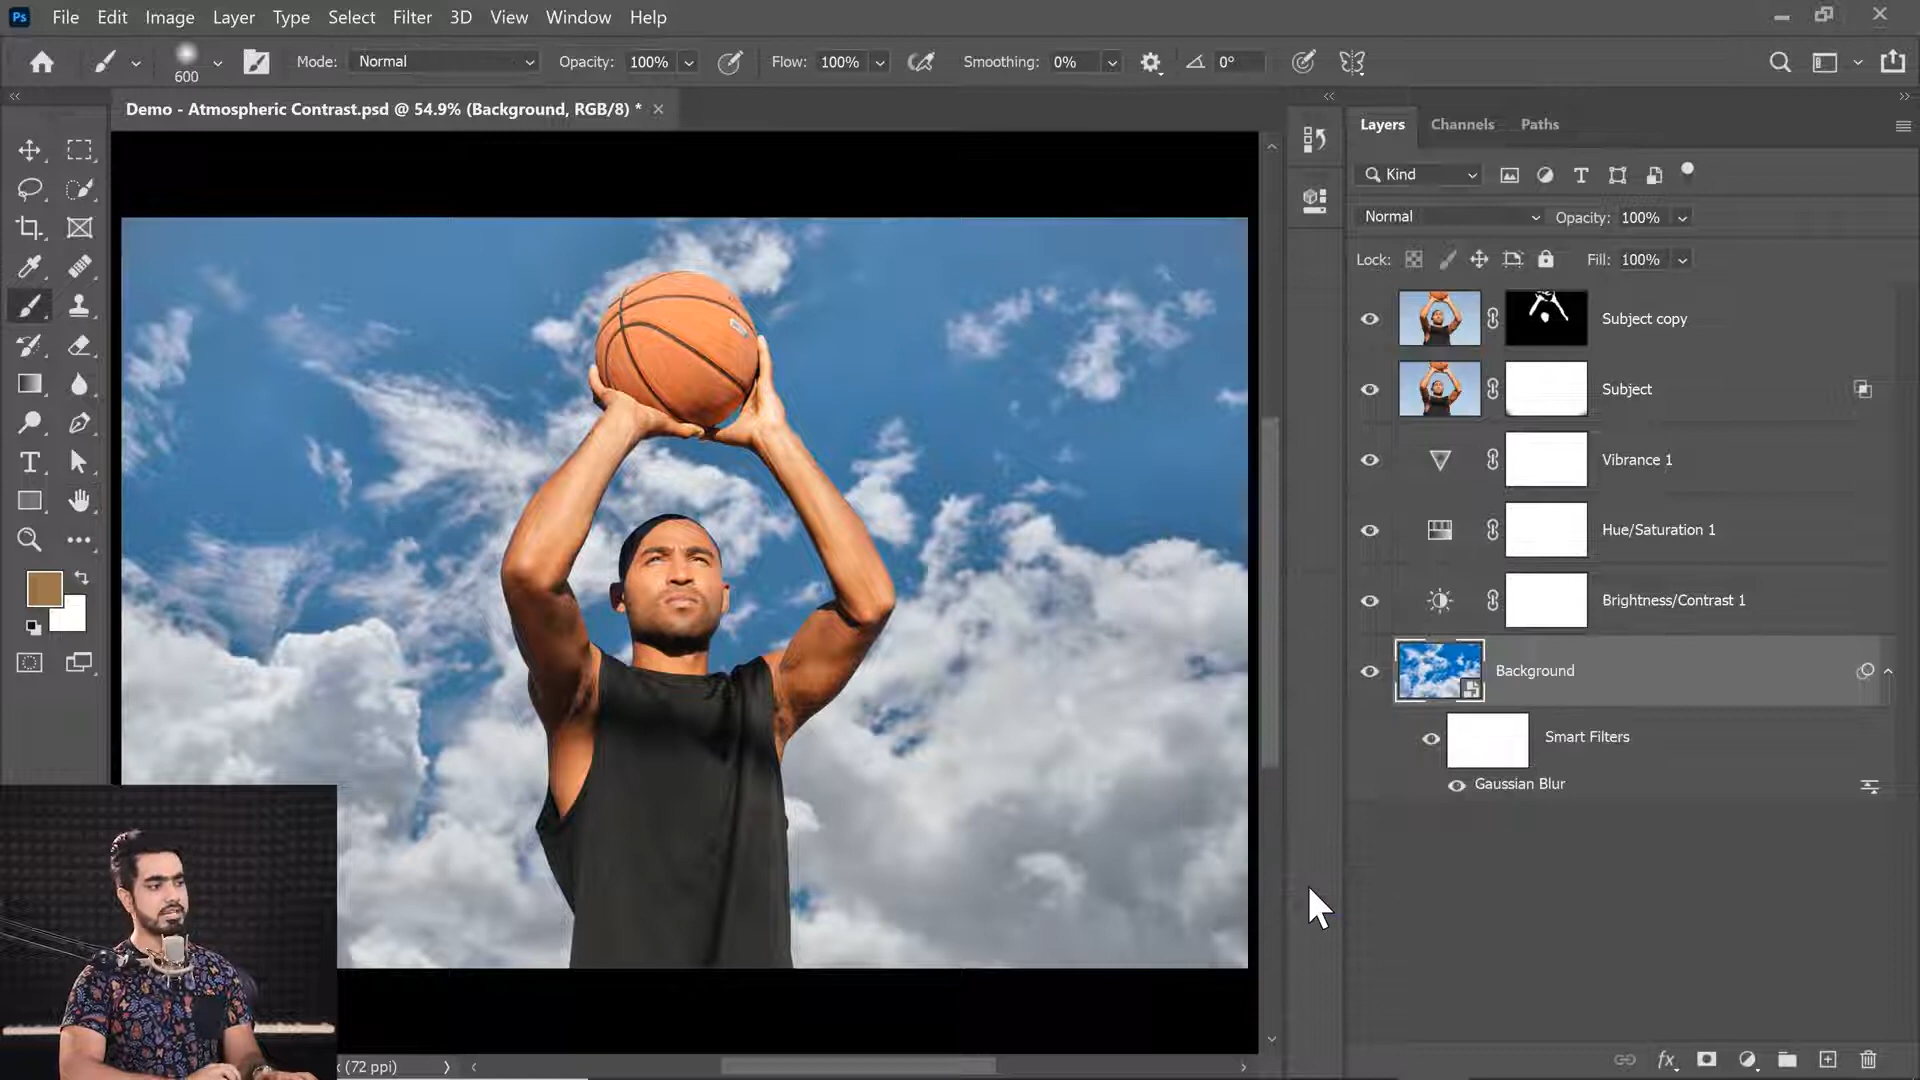 Ps File Edit Image Layer Type Select Filter 3D View Window Help
600 Mode: Normal Opacity: 100% Flow: 100% Smoothing: 0% 0°
Demo - Atmospheric Contrast.psd @ 54.9% (Background, RGB/8) *
Layers Channels Paths
Kind
Normal Opacity: 100%
Lock: Fill: 100%
Subject copy
Subject
Vibrance 1
Hue/Saturation 1
Brightness/Contrast 1
Background
Smart Filters
Gaussian Blur
(72 ppi)
fx